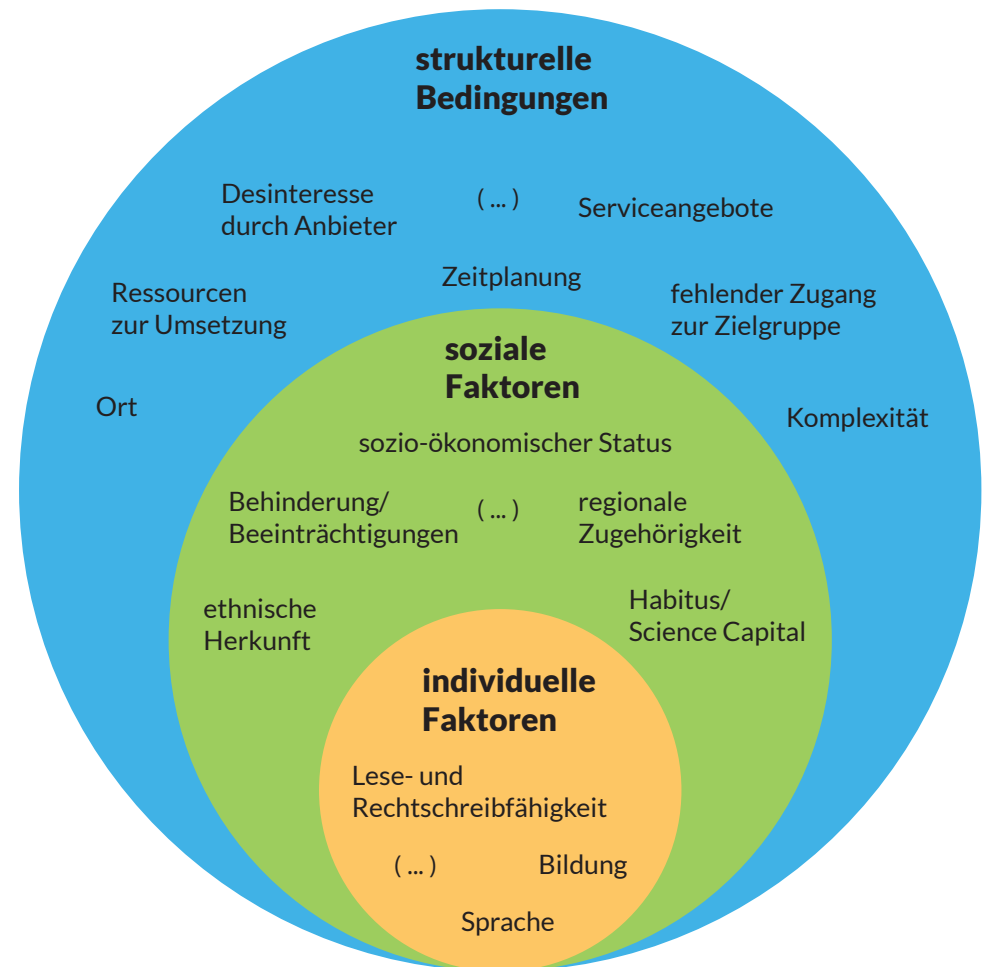 strukturelle
Bedingungen
Desinteresse
durch Anbieter
( ... )
Serviceangebote
Zeitplanung
Ressourcen
zur Umsetzung
fehlender Zugang
zur Zielgruppe
Ort
Komplexität
soziale
Faktoren
sozio-ökonomischer Status
Behinderung/
Beeinträchtigungen
( ... )
regionale
Zugehörigkeit
ethnische
Herkunft
Habitus/
Science Capital
individuelle
Faktoren
Lese- und
Rechtschreibfähigkeit
( ... )
Bildung
Sprache